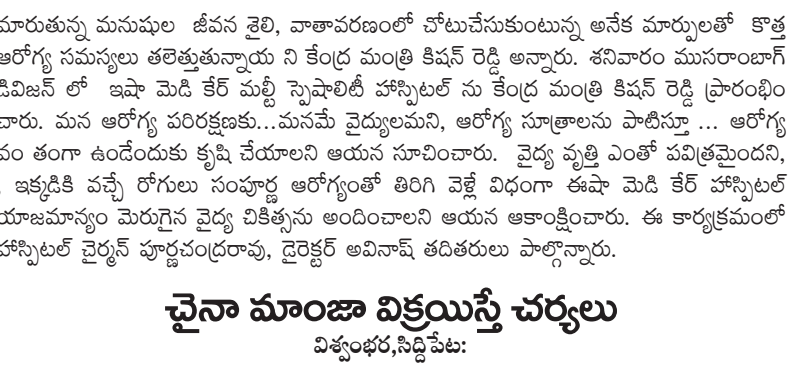 మారుతున్న మనుషుల జీవన శైలి, వాతావరణంలో చోటుచేసుకుంటున్న అనేక మార్పులతో కొత్త
ఆరోగ్య సమస్యలు తలెత్తుతున్నాయ ని కేంద్ర మంత్రి కిషన్ రెడ్డి అన్నారు. శనివారం ముసరాంబాగ్
డివిజన్ లో ఇషా మెడి కేర్ మల్టీ స్పెషాలిటీ హాస్పిటల్ ను కేంద్ర మంత్రి కిషన్ రెడ్డి ప్రారంభిం
చారు. మన ఆరోగ్య పరిరక్షణకు...మనమే వైద్యులమని, ఆరోగ్య సూత్రాలను పాటిస్తూ ... ఆరోగ్య
వం తంగా ఉండేందుకు కృషి చేయాలని ఆయన సూచించారు. వైద్య వృత్తి ఎంతో పవిత్రమైందని,
, ఇక్కడికి వచ్చే రోగులు సంపూర్ణ ఆరోగ్యంతో తిరిగి వెళ్లే విధంగా ఈషా మెడి కేర్ హాస్పిటల్
యాజమాన్యం మెరుగైన వైద్య చికిత్సను అందించాలని ఆయన ఆకాంక్షించారు. ఈ కార్యక్రమంలో
హాస్పిటల్ చైర్మన్ పూర్ణచంద్రరావు, డైరెక్టర్ అవినాష్ తదితరులు పాల్గొన్నారు.
చైనా మాంజా విక్రయిస్తే చర్యలు
విశ్వంభర,సిద్దిపేట: